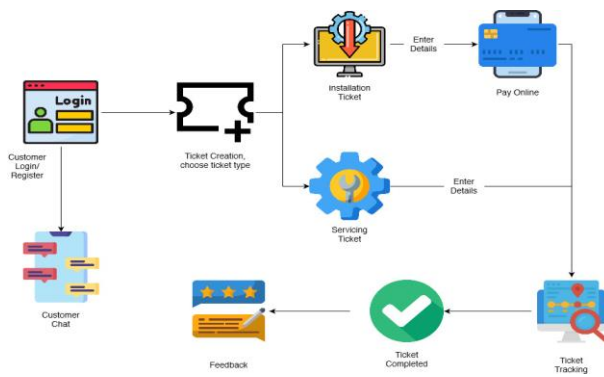 Login
Customer
Login/
Register
Ticket Creation,
choose ticket type
Installation
Ticket
Enter
Details
Pay Online
Servicing
Ticket
Enter
Details
Customer
Chat
Feedback
Ticket
Completed
Ticket
Tracking